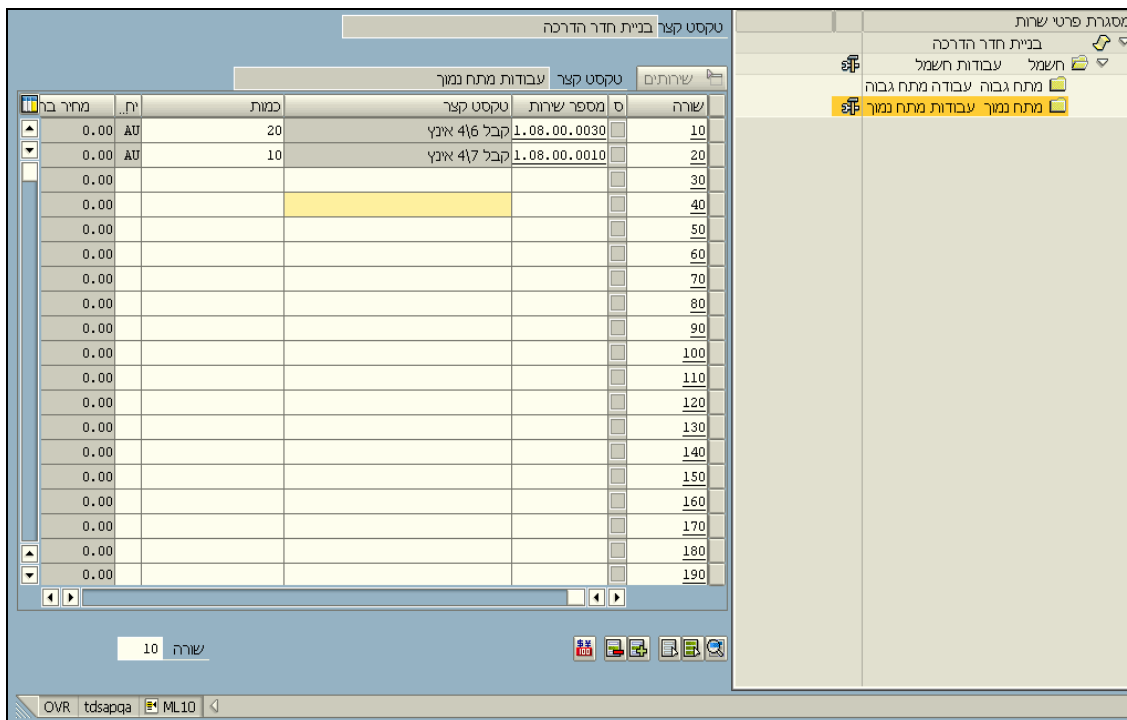 מסגרת פרטי שרות
בניית חדר הדרכה
חשמל עבודות חשמל
מתח גבוה עבודה מתח גבוה
מתח נמוך עבודות מתח נמוך
טקסט קצר בניית חדר הדרכה
שירותים טקסט קצר עבודות מתח נמוך
שורה ס מספר שירות טקסט קצר כמות יח.. מחיר בר
10 1.08.00.0030 קבל 6\4 אינץ 20 AU 0.00
20 1.08.00.0010 קבל 7\4 אינץ 10 AU 0.00
30 0.00
40 0.00
50 0.00
60 0.00
70 0.00
80 0.00
90 0.00
100 0.00
110 0.00
120 0.00
130 0.00
140 0.00
150 0.00
160 0.00
170 0.00
180 0.00
190 0.00
שורה 10
OVR tdsapqa ML10